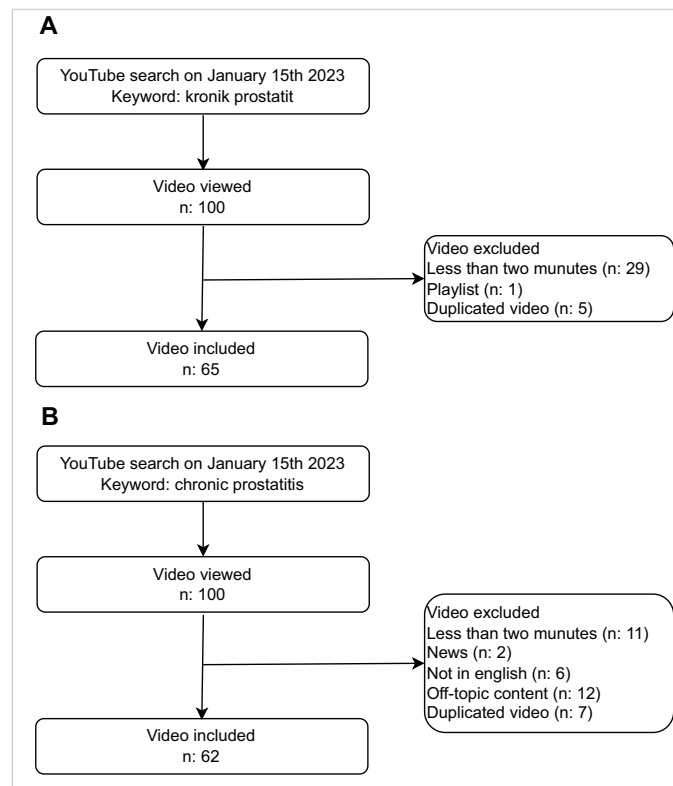 A
YouTube search on January 15th 2023
Keyword: kronik prostatit
Video viewed
n: 100
Video excluded
Less than two munutes (n: 29)
Playlist (n: 1)
Duplicated video (n: 5)
Video included
n: 65
B
YouTube search on January 15th 2023
Keyword: chronic prostatitis
Video viewed
n: 100
Video excluded
Less than two munutes (n: 11)
News (n: 2)
Not in english (n: 6)
Off-topic content (n: 12)
Duplicated video (n: 7)
Video included
n: 62